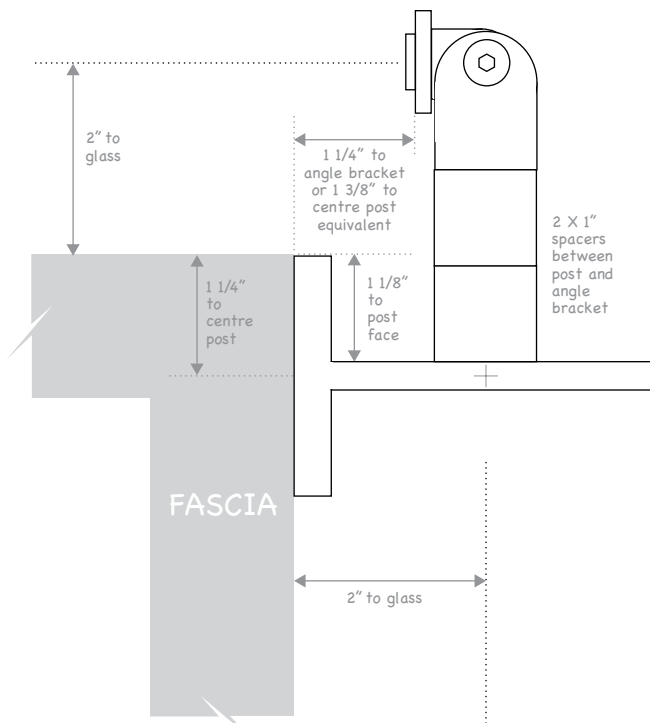 2” to
glass
1 1/4” to
angle bracket
or 1 3/8” to
centre post
equivalent
2 X 1”
spacers
between
post and
angle
bracket
1 1/4”
to
centre
post
1 1/8”
to
post
face
FASCIA
2” to glass